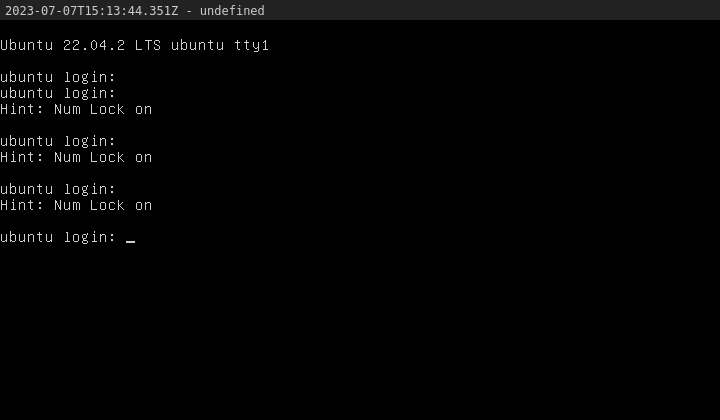 2023-07-07T15:13:44.351Z - undefined
Ubuntu 22.04.2 LTS ubuntu tty1
ubuntu login:
ubuntu login:
Hint: Num Lock on
ubuntu login:
Hint: Num Lock on
ubuntu login:
Hint: Num Lock on
ubuntu login: _